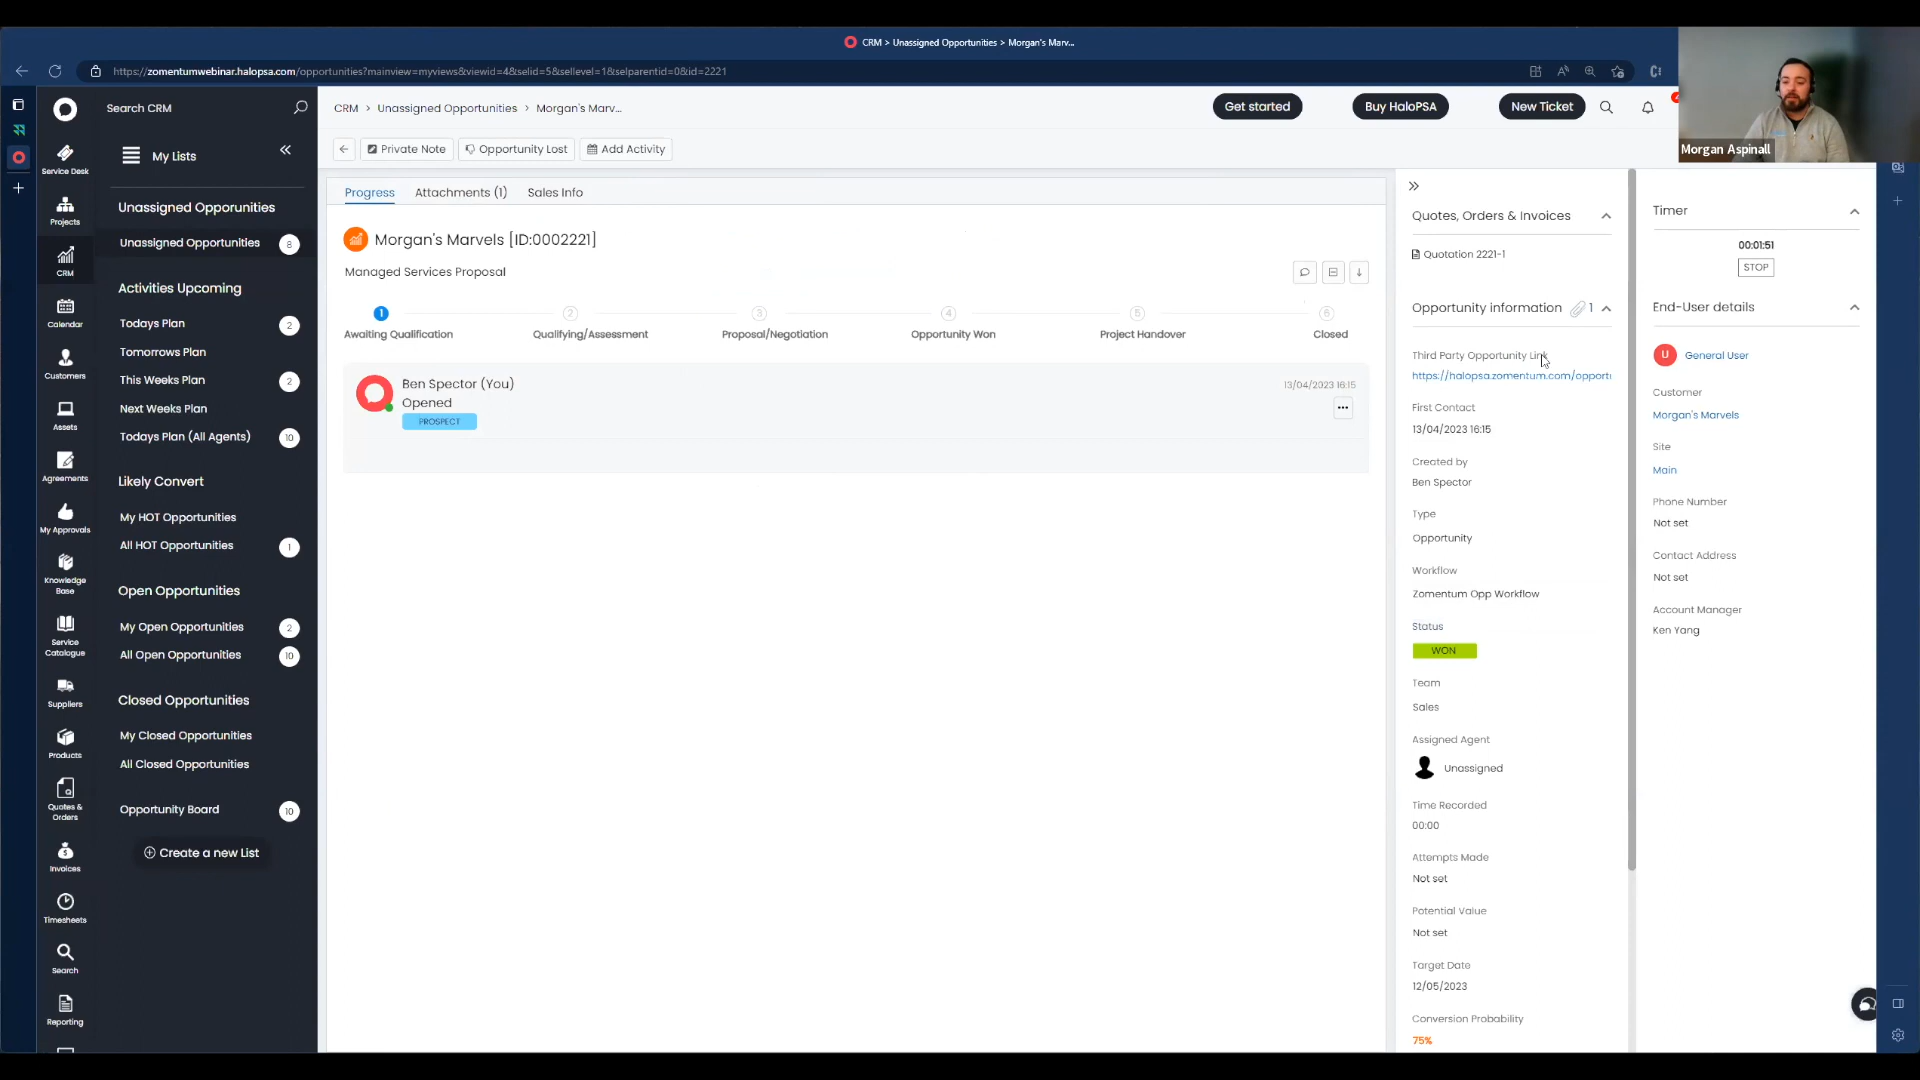 CRM > Unassigned Opportunities > Morgan's Marv...
https://zomentumwebinar.halopsa.com/opportunities?mainview=myviews&viewid=4&selid=5&sellevel=1&selparentid=0&id=2221
Search CRM
CRM > Unassigned Opportunities > Morgan's Marv...
Get started
Buy HaloPSA
New Ticket
Morgan Aspinall
Service Desk
Projects
CRM
Calendar
Customers
Assets
Agreements
My Approvals
Knowledge
Base
Service
Catalogue
Suppliers
Products
Quotes &
Orders
Invoices
Timesheets
Search
Reporting
My Lists
Unassigned Opporunities
Unassigned Opportunities 8
Activities Upcoming
Todays Plan 2
Tomorrows Plan
This Weeks Plan 2
Next Weeks Plan
Todays Plan (All Agents) 10
Likely Convert
My HOT Opportunities
All HOT Opportunities 1
Open Opportunities
My Open Opportunities 2
All Open Opportunities 10
Closed Opportunities
My Closed Opportunities
All Closed Opportunities
Opportunity Board 10
Create a new List
Private Note
Opportunity Lost
Add Activity
Progress
Attachments (1)
Sales Info
Morgan's Marvels [ID:0002221]
Managed Services Proposal
1 2 3 4 5 6
Awaiting Qualification
Qualifying/Assessment
Proposal/Negotiation
Opportunity Won
Project Handover
Closed
Ben Spector (You)
13/04/2023 16:15
Opened
PROSPECT
Quotes, Orders & Invoices
Quotation 2221-1
Opportunity information 1
Third Party Opportunity Link
https://halopsa.zomentum.com/opportu
First Contact
13/04/2023 16:15
Created by
Ben Spector
Type
Opportunity
Workflow
Zomentum Opp Workflow
Status
WON
Team
Sales
Assigned Agent
Unassigned
Time Recorded
00:00
Attempts Made
Not set
Potential Value
Not set
Target Date
12/05/2023
Conversion Probability
75%
Timer
00:01:51
STOP
End-User details
U General User
Customer
Morgan's Marvels
Site
Main
Phone Number
Not set
Contact Address
Not set
Account Manager
Ken Yang